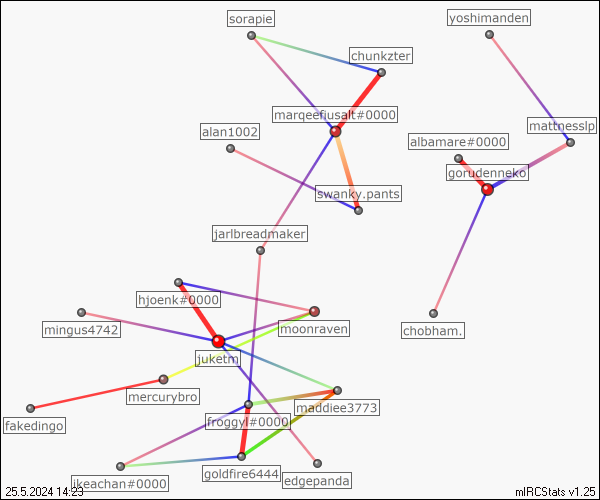 sorapie
yoshimanden
chunkzter
marqeefiusalt#0000
alan1002
mattnesslp
albamare#0000
gorudenneko
swanky.pants
jarlbreadmaker
hjoenk#0000
mingus4742
moonraven
chobham.
juketm
mercurybro
maddiee3773
fakedingo
froggyl#0000
goldfire6444
edgepanda
ikeachan#0000
25.5.2024 14:23
mIRCStats v1.25